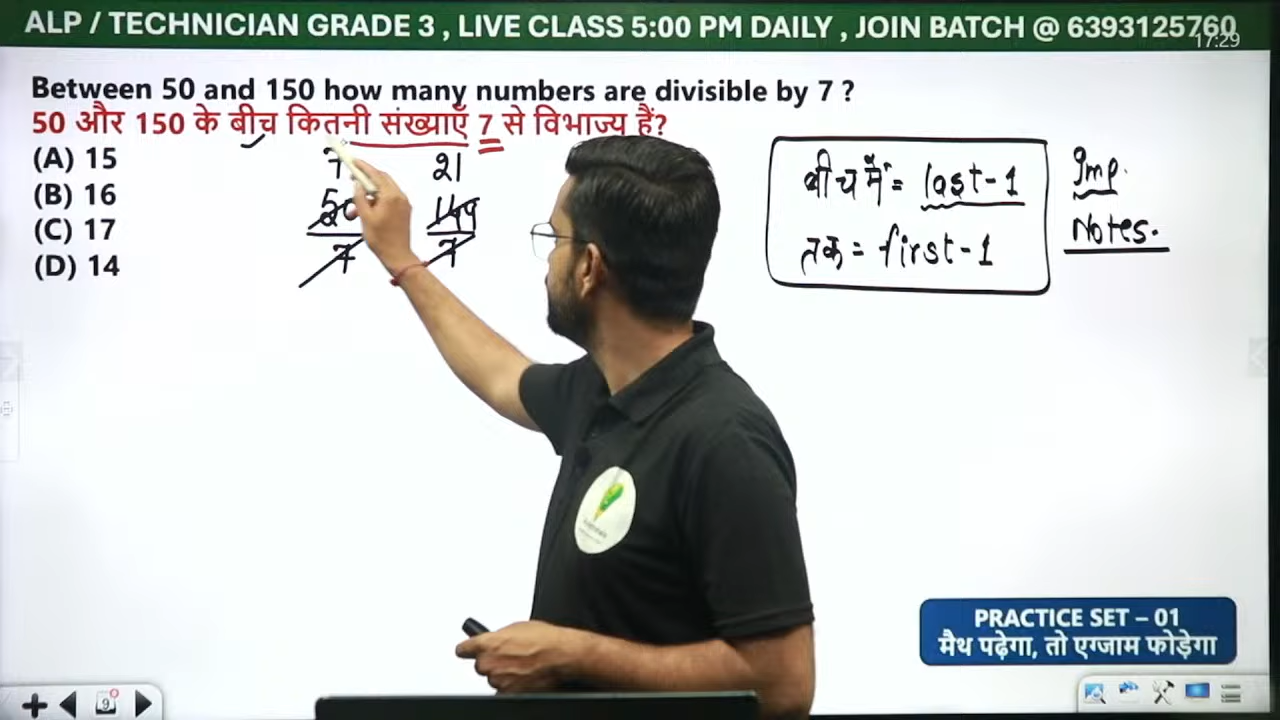 ALP / TECHNICIAN GRADE 3 , LIVE CLASS 5:00 PM DAILY , JOIN BATCH @ 6393125760
17:29
Between 50 and 150 how many numbers are divisible by 7 ?
50 और 150 के बीच कितनी संख्याएँ 7 से विभाज्य हैं?
(A) 15
(B) 16
(C) 17
(D) 14
7 21
50 149
7 7
बीच में = last-1
तक = first-1
Imp.
Notes.
PRACTICE SET – 01
मैथ पढ़ेगा, तो एग्जाम फोड़ेगा
9